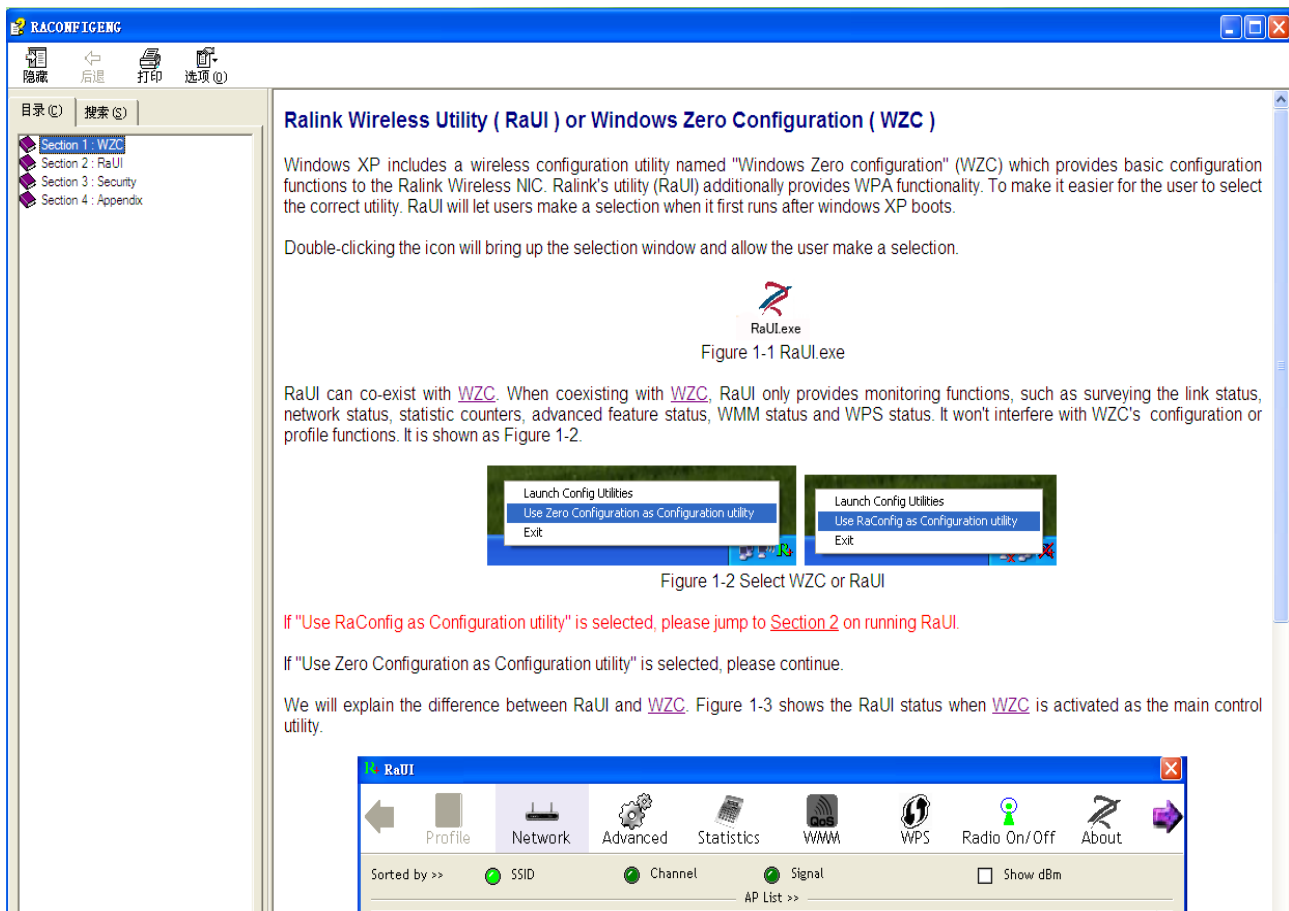 RACONFIGENG
隐藏 后退 打印 选项(O)
目录(C) 搜索(S)
Section 1 : WZC
Section 2 : RaUI
Section 3 : Security
Section 4 : Appendix
Ralink Wireless Utility ( RaUI ) or Windows Zero Configuration ( WZC )
Windows XP includes a wireless configuration utility named "Windows Zero configuration" (WZC) which provides basic configuration
functions to the Ralink Wireless NIC. Ralink's utility (RaUI) additionally provides WPA functionality. To make it easier for the user to select
the correct utility. RaUI will let users make a selection when it first runs after windows XP boots.
Double-clicking the icon will bring up the selection window and allow the user make a selection.
RaUI.exe
Figure 1-1 RaUI.exe
RaUI can co-exist with WZC. When coexisting with WZC, RaUI only provides monitoring functions, such as surveying the link status,
network status, statistic counters, advanced feature status, WMM status and WPS status. It won't interfere with WZC's configuration or
profile functions. It is shown as Figure 1-2.
Launch Config Utilities
Use Zero Configuration as Configuration utility
Exit
Launch Config Utilities
Use RaConfig as Configuration utility
Exit
Figure 1-2 Select WZC or RaUI
If "Use RaConfig as Configuration utility" is selected, please jump to Section 2 on running RaUI.
If "Use Zero Configuration as Configuration utility" is selected, please continue.
We will explain the difference between RaUI and WZC. Figure 1-3 shows the RaUI status when WZC is activated as the main control
utility.
RaUI
QoS
Profile Network Advanced Statistics WMM WPS Radio On/Off About
Sorted by >> SSID Channel Signal Show dBm
AP List >>